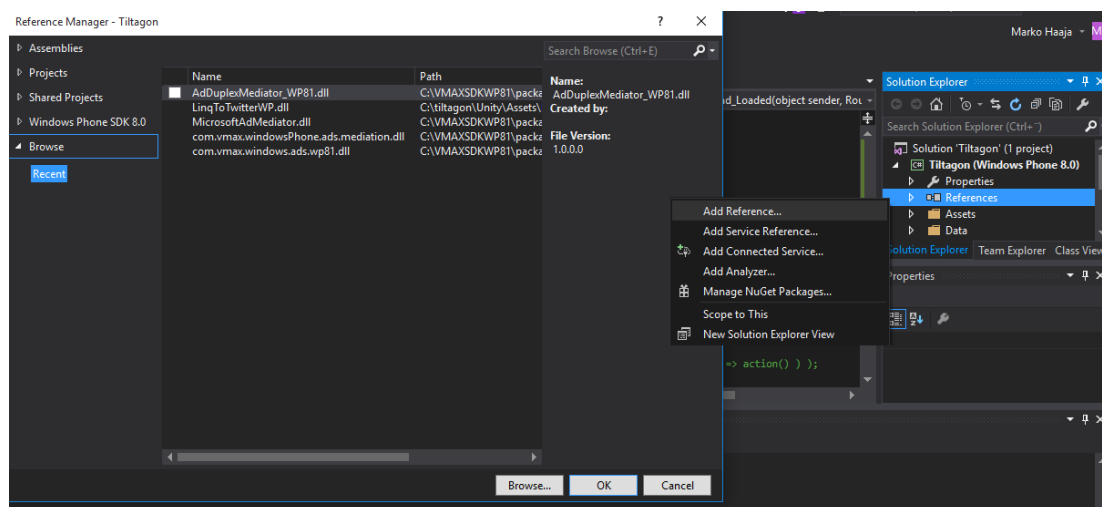 Reference Manager - Tiltagon
?
Assemblies
Projects
Shared Projects
Windows Phone SDK 8.0
Browse
Recent
Search Browse (Ctrl+E)
Name Path
AdDuplexMediator_WP81.dll C:\VMAXSDKWP81\packa
LinqToTwitterWP.dll C:\tiltagon\Unity\Assets\
MicrosoftAdMediator.dll C:\VMAXSDKWP81\packa
com.vmax.windowsPhone.ads.mediation.dll C:\VMAXSDKWP81\packa
com.vmax.windows.ads.wp81.dll C:\VMAXSDKWP81\packa
Name:
AdDuplexMediator_WP81.dll
Created by:
File Version:
1.0.0.0
Browse... OK Cancel
Marko Haaja
M
d_Loaded(object sender, Rou
Add Reference...
Add Service Reference...
Add Connected Service...
Add Analyzer...
Manage NuGet Packages...
Scope to This
New Solution Explorer View
=> action() ) );
Solution Explorer
Search Solution Explorer (Ctrl+¨)
Solution 'Tiltagon' (1 project)
C# Tiltagon (Windows Phone 8.0)
Properties
References
Assets
Data
Solution Explorer Team Explorer Class View
Properties